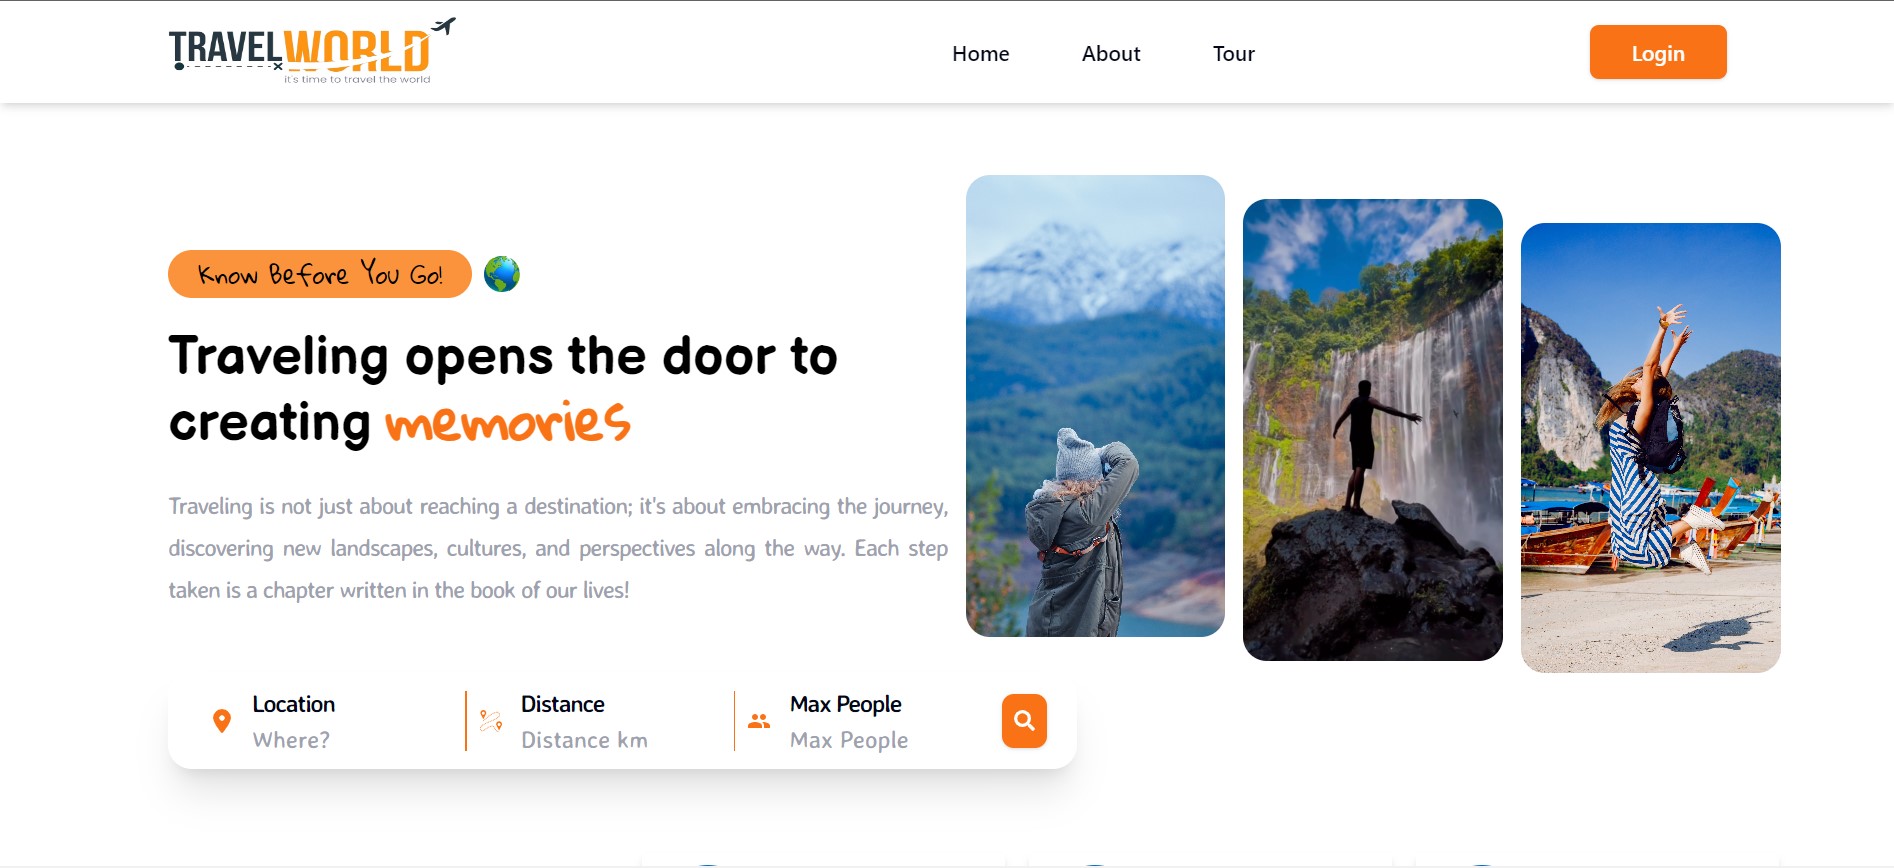 TRAVELWORLD
it's time to travel the world
Home About Tour Login
Know Before You Go!
Traveling opens the door to
creating memories
Traveling is not just about reaching a destination; it's about embracing the journey,
discovering new landscapes, cultures, and perspectives along the way. Each step
taken is a chapter written in the book of our lives!
Location Distance Max People
Where? Distance km Max People